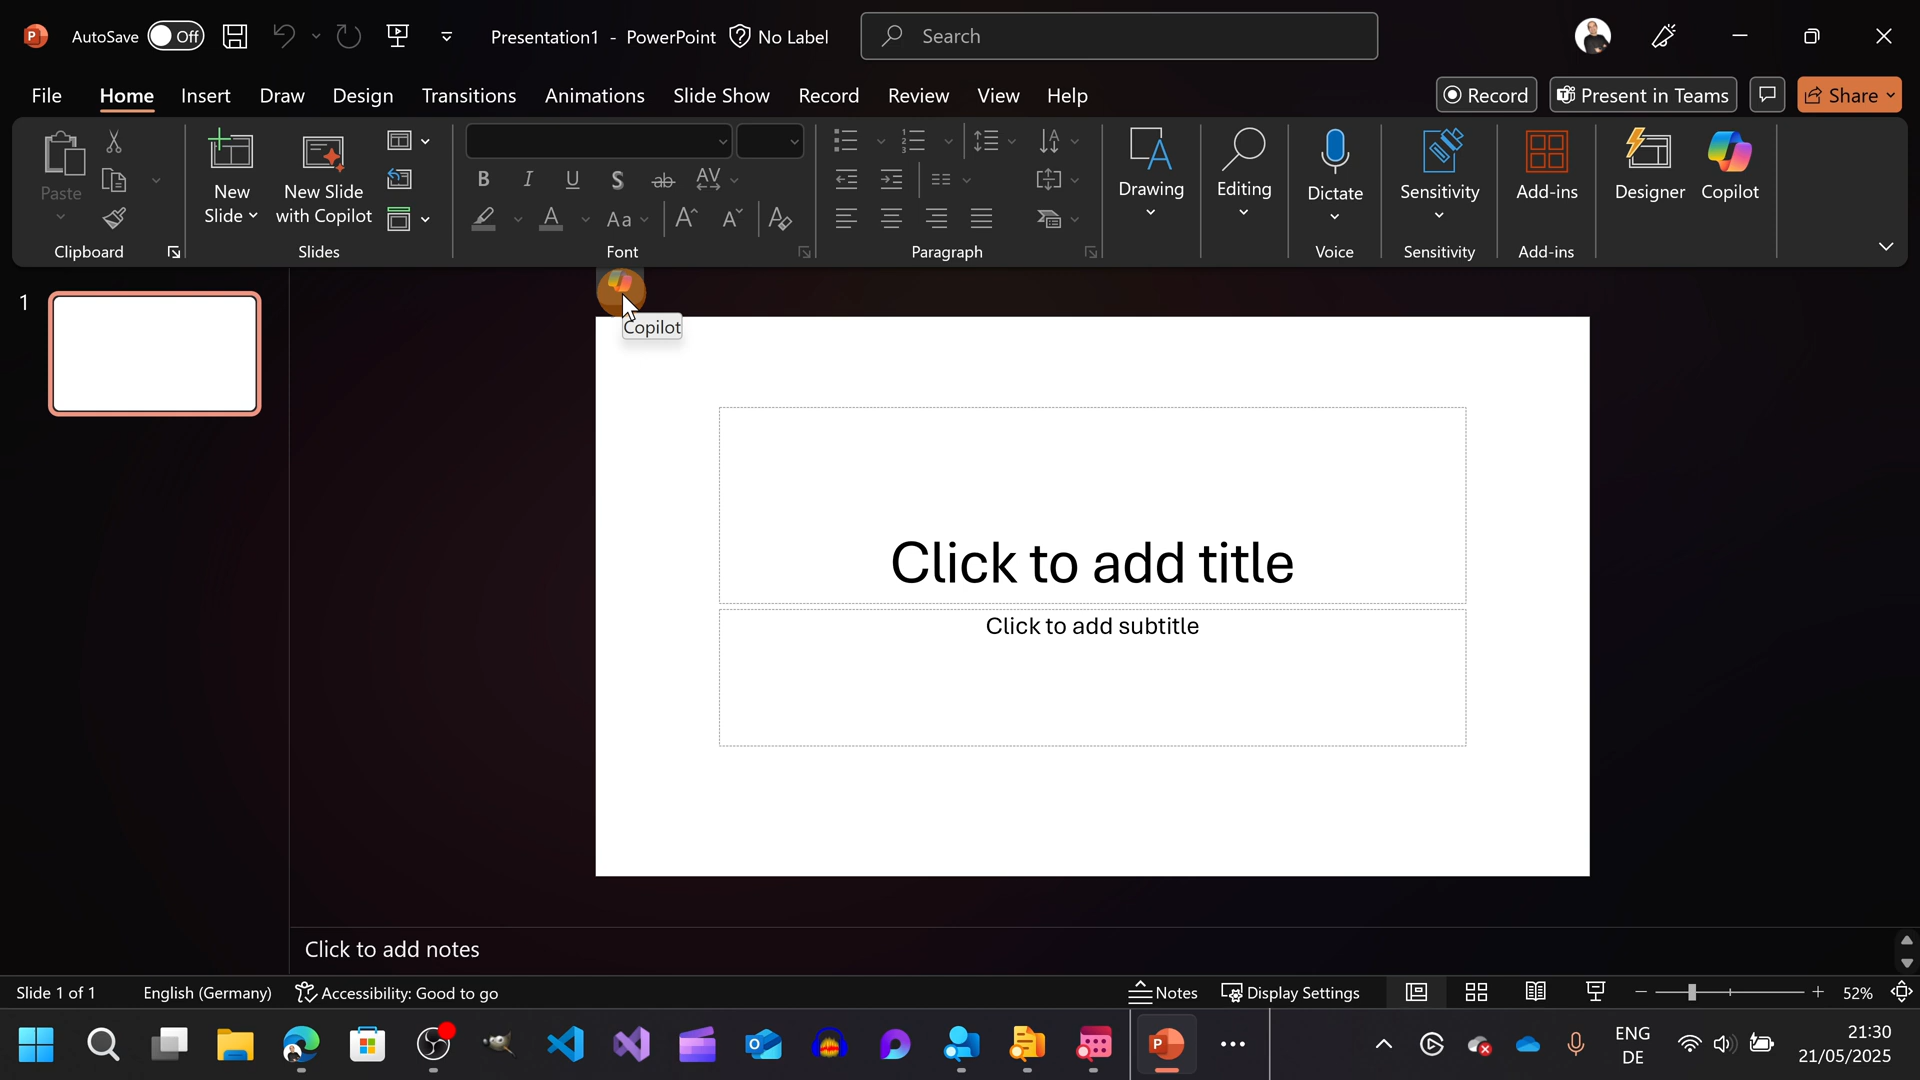 AutoSave Off Presentation1 - PowerPoint No Label Search
File Home Insert Draw Design Transitions Animations Slide Show Record Review View Help Record Present in Teams Share
Paste
New
Slide
New Slide
with Copilot
Drawing
Editing
Dictate
Sensitivity
Add-ins
Designer
Copilot
Clipboard Slides Font Paragraph Voice Sensitivity Add-ins
1
Copilot
Click to add title
Click to add subtitle
Click to add notes
Slide 1 of 1 English (Germany) Accessibility: Good to go Notes Display Settings 52%
ENG
DE
21:30
21/05/2025